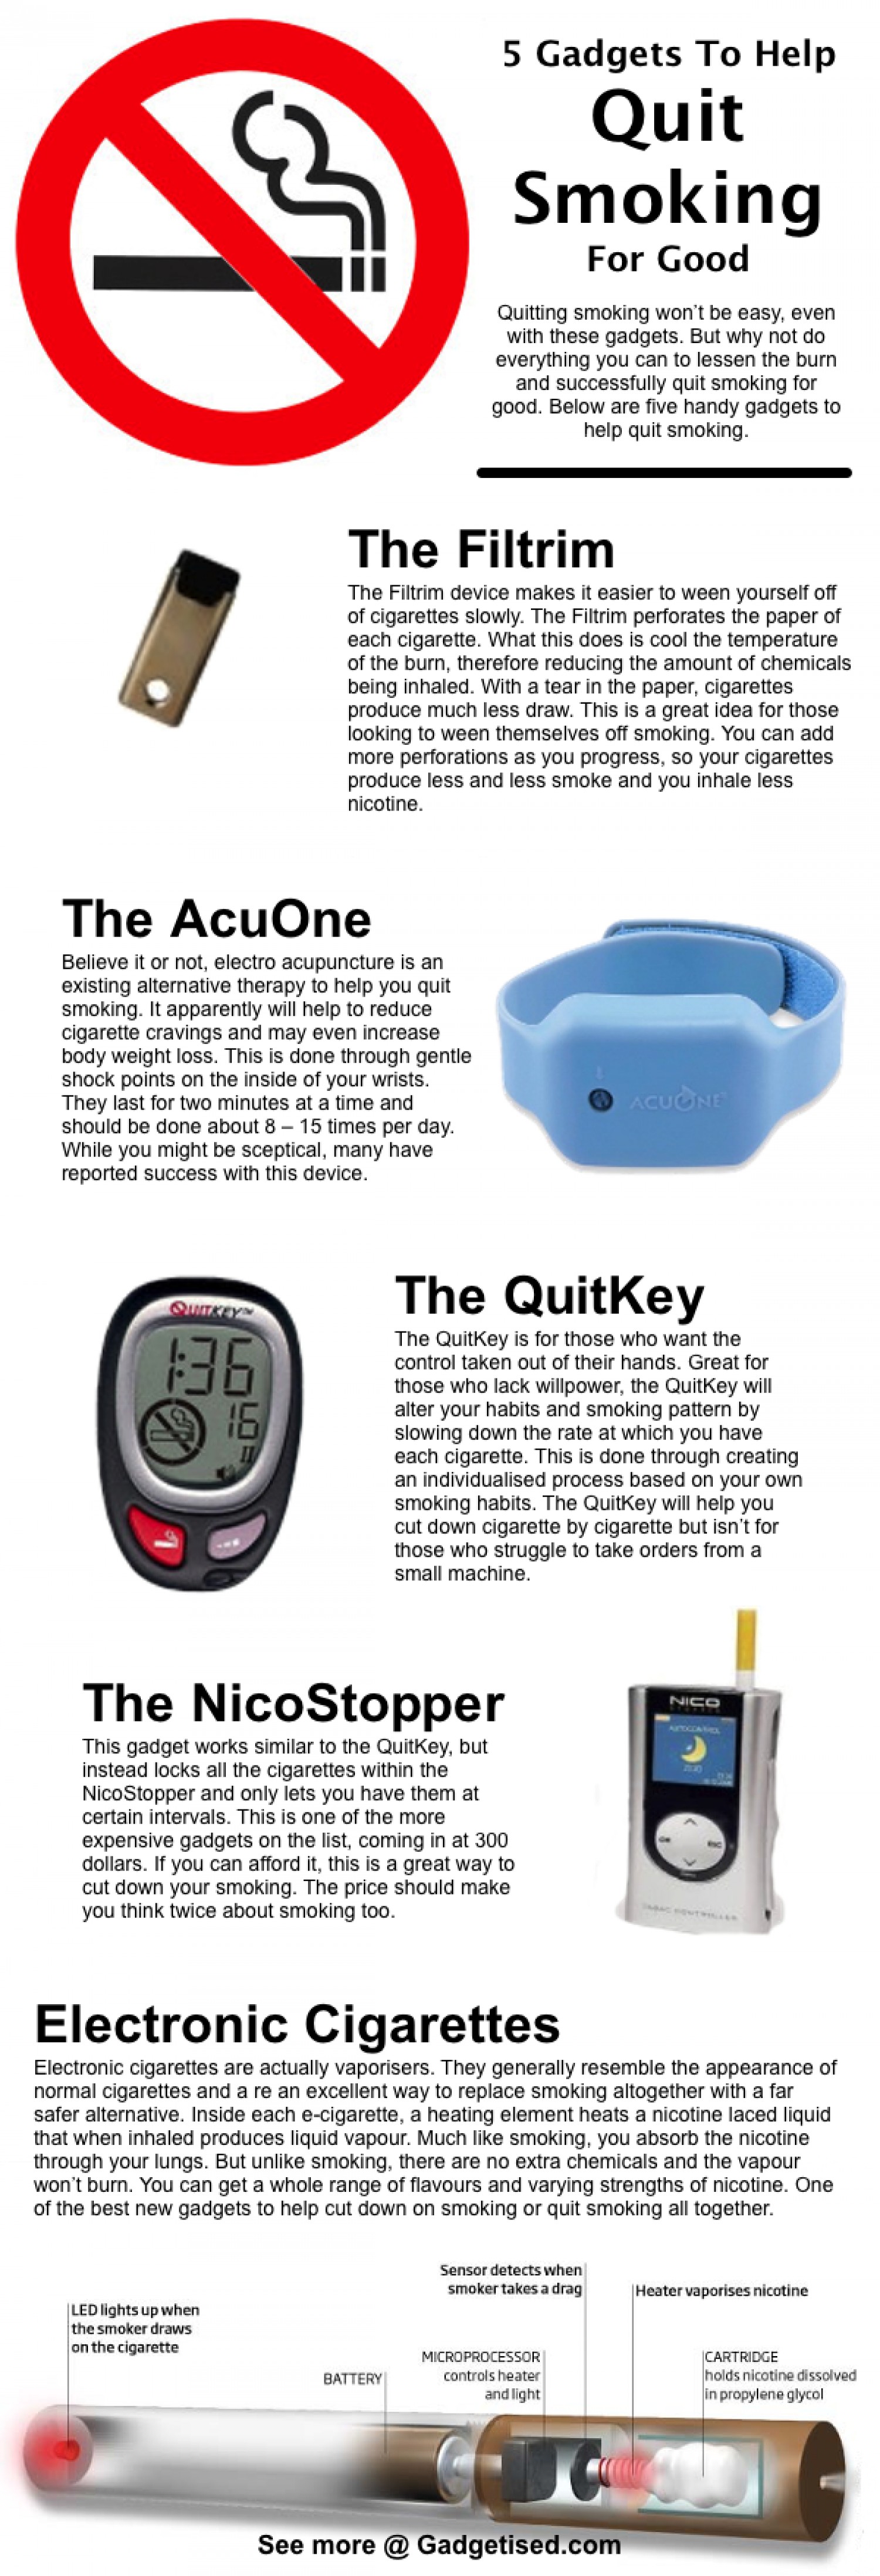 5 Gadgets To Help
Quit
Smoking
For Good
Quitting smoking won't be easy, even
with these gadgets. But why not do
everything you can to lessen the burn
and successfully quit smoking for
good. Below are five handy gadgets to
help quit smoking.
The Filtrim
The Filtrim device makes it easier to ween yourself off
of cigarettes slowly. The Filtrim perforates the paper of
each cigarette. What this does is cool the temperature
of the burn, therefore reducing the amount of chemicals
being inhaled. With a tear in the paper, cigarettes
produce much less draw. This is a great idea for those
looking to ween themselves off smoking. You can add
more perforations as you progress, so your cigarettes
produce less and less smoke and you inhale less
nicotine.
The AcuOne
Believe it or not, electro acupuncture is an
existing alternative therapy to help you quit
smoking. It apparently will help to reduce
cigarette cravings and may even increase
body weight loss. This is done through gentle
shock points on the inside of your wrists.
They last for two minutes at a time and
should be done about 8 – 15 times per day.
While you might be sceptical, many have
reported success with this device.
ACUONE
QUITKEY™
1:36
16
The QuitKey
The QuitKey is for those who want the
control taken out of their hands. Great for
those who lack willpower, the QuitKey will
alter your habits and smoking pattern by
slowing down the rate at which you have
each cigarette. This is done through creating
an individualised process based on your own
smoking habits. The QuitKey will help you
cut down cigarette by cigarette but isn't for
those who struggle to take orders from a
small machine.
The NicoStopper
This gadget works similar to the QuitKey, but
instead locks all the cigarettes within the
NicoStopper and only lets you have them at
certain intervals. This is one of the more
expensive gadgets on the list, coming in at 300
dollars. If you can afford it, this is a great way to
cut down your smoking. The price should make
you think twice about smoking too.
NICO
OK
ESC
TABAC CONTROLLER
Electronic Cigarettes
Electronic cigarettes are actually vaporisers. They generally resemble the appearance of
normal cigarettes and a re an excellent way to replace smoking altogether with a far
safer alternative. Inside each e-cigarette, a heating element heats a nicotine laced liquid
that when inhaled produces liquid vapour. Much like smoking, you absorb the nicotine
through your lungs. But unlike smoking, there are no extra chemicals and the vapour
won't burn. You can get a whole range of flavours and varying strengths of nicotine. One
of the best new gadgets to help cut down on smoking or quit smoking all together.
LED lights up when
the smoker draws
on the cigarette
BATTERY
MICROPROCESSOR
controls heater
and light
Sensor detects when
smoker takes a drag
Heater vaporises nicotine
CARTRIDGE
holds nicotine dissolved
in propylene glycol
See more @ Gadgetised.com